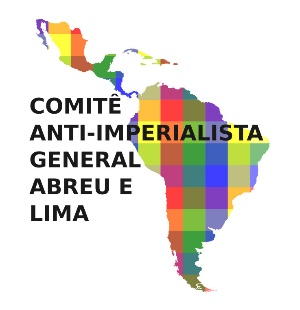 COMITÊ
ANTI-IMPERIALISTA
GENERAL
ABREU E
LIMA